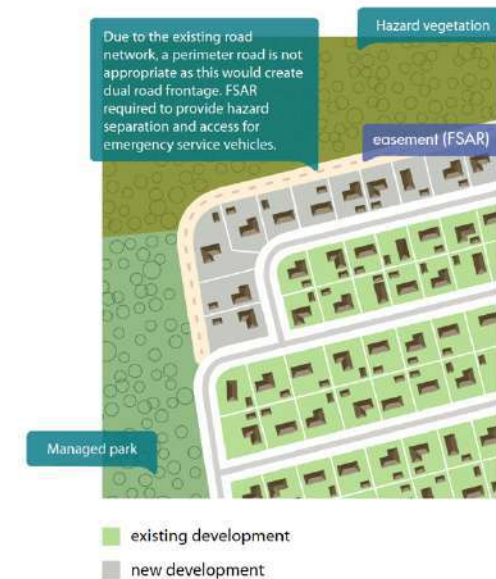 Due to the existing road
network, a perimeter road is not
appropriate as this would create
dual road frontage. FSAR
required to provide hazard
separation and access for
emergency service vehicles.
Hazard vegetation
easement (FSAR)
Managed park
existing development
new development